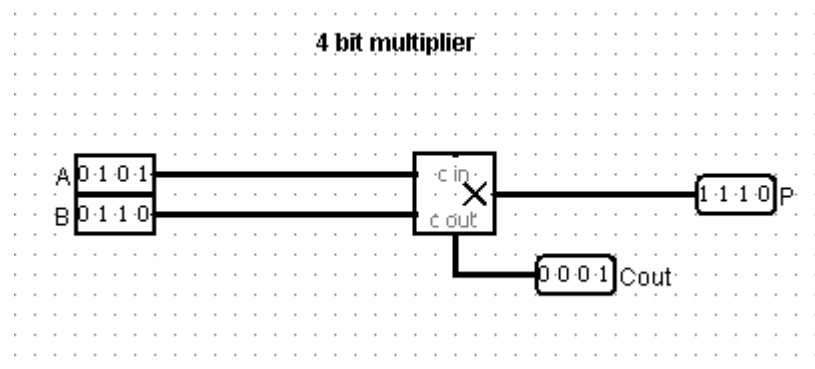 4 bit multiplier
A 0 1 0 1
c in
1 1 1 0 P
B 0 1 1 0
c out
0 0 0 1 Cout